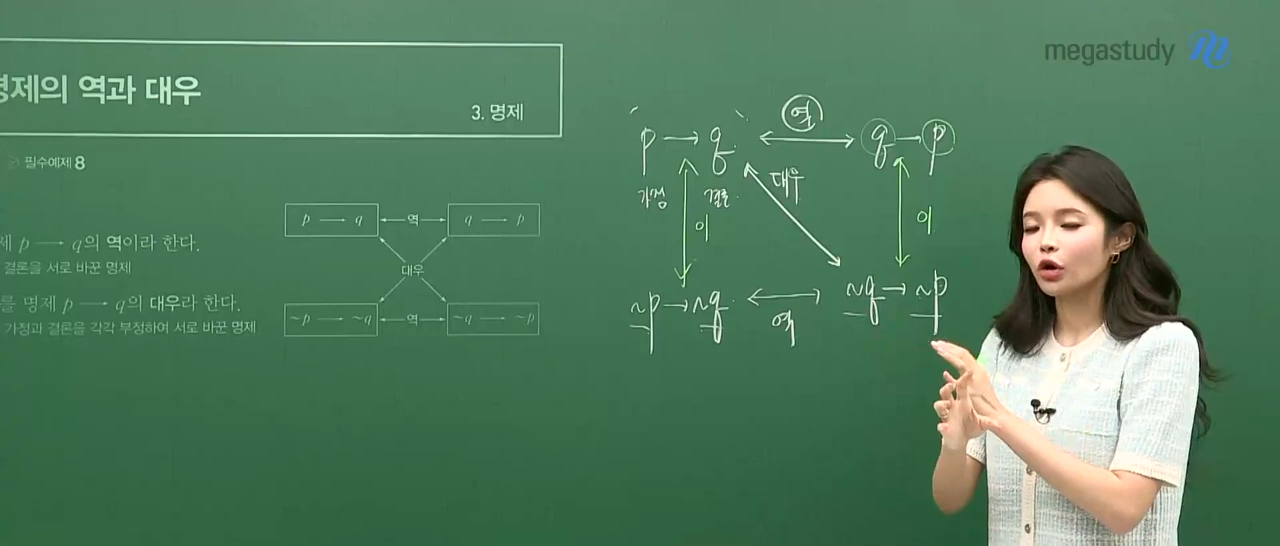 megastudy
명제의 역과 대우
3. 명제
필수예제 8
제 p → q의 역이라 한다.
결론을 서로 바꾼 명제
를 명제 p → q의 대우라 한다.
가정과 결론을 각각 부정하여 서로 바꾼 명제
p → q ←역→ q → p
대우
~p → ~q ←역→ ~q → ~p
p → q ↔ 역 q → p
가정 결론 대우
이 이
~p → ~q ↔ 역 ~q → ~p